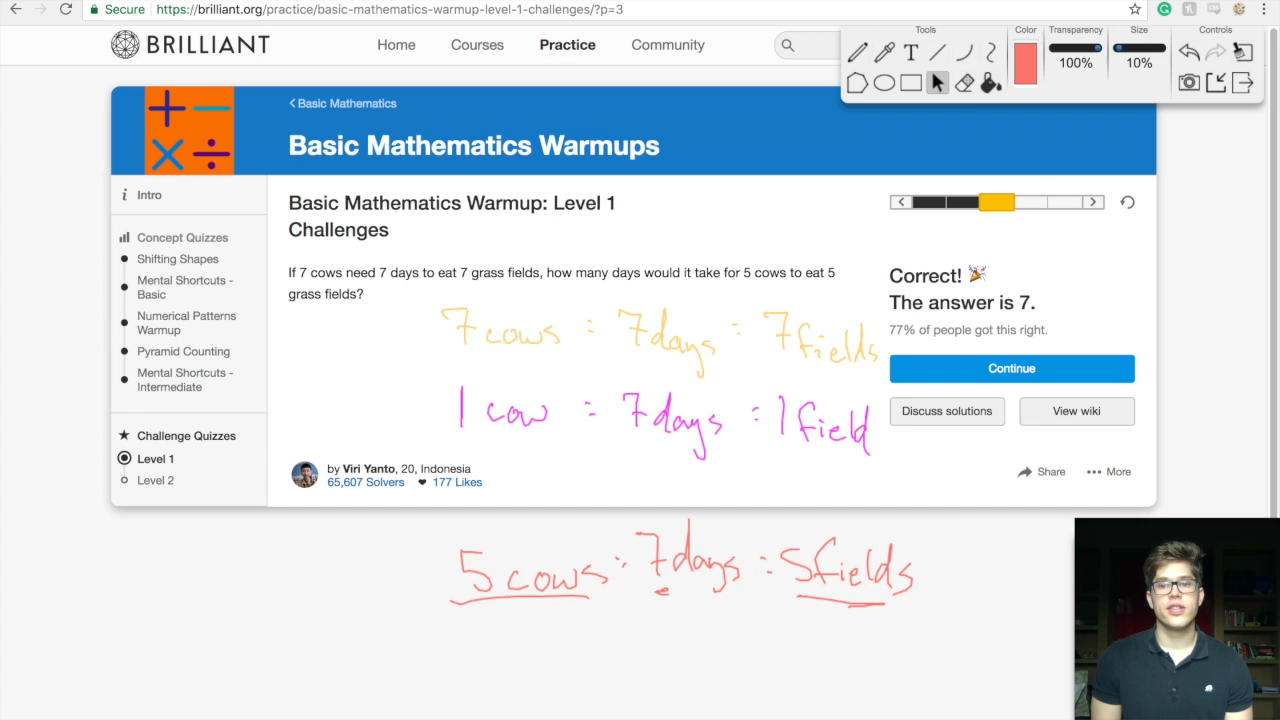 Secure https://brilliant.org/practice/basic-mathematics-warmup-level-1-challenges/?p=3
BRILLIANT Home Courses Practice Community
Tools Color Transparency Size Controls
T
100% 10%
Basic Mathematics
Basic Mathematics Warmups
i Intro
Concept Quizzes
Shifting Shapes
Mental Shortcuts -
Basic
Numerical Patterns
Warmup
Pyramid Counting
Mental Shortcuts -
Intermediate
Challenge Quizzes
Level 1
Level 2
Basic Mathematics Warmup: Level 1
Challenges
If 7 cows need 7 days to eat 7 grass fields, how many days would it take for 5 cows to eat 5
grass fields?
7 cows : 7 days : 7 fields
1 cow : 7 days : 1 field
by Viri Yanto, 20, Indonesia
65,607 Solvers 177 Likes
Share More
Correct!
The answer is 7.
77% of people got this right.
Continue
Discuss solutions View wiki
5 cows : 7 days : 5 fields